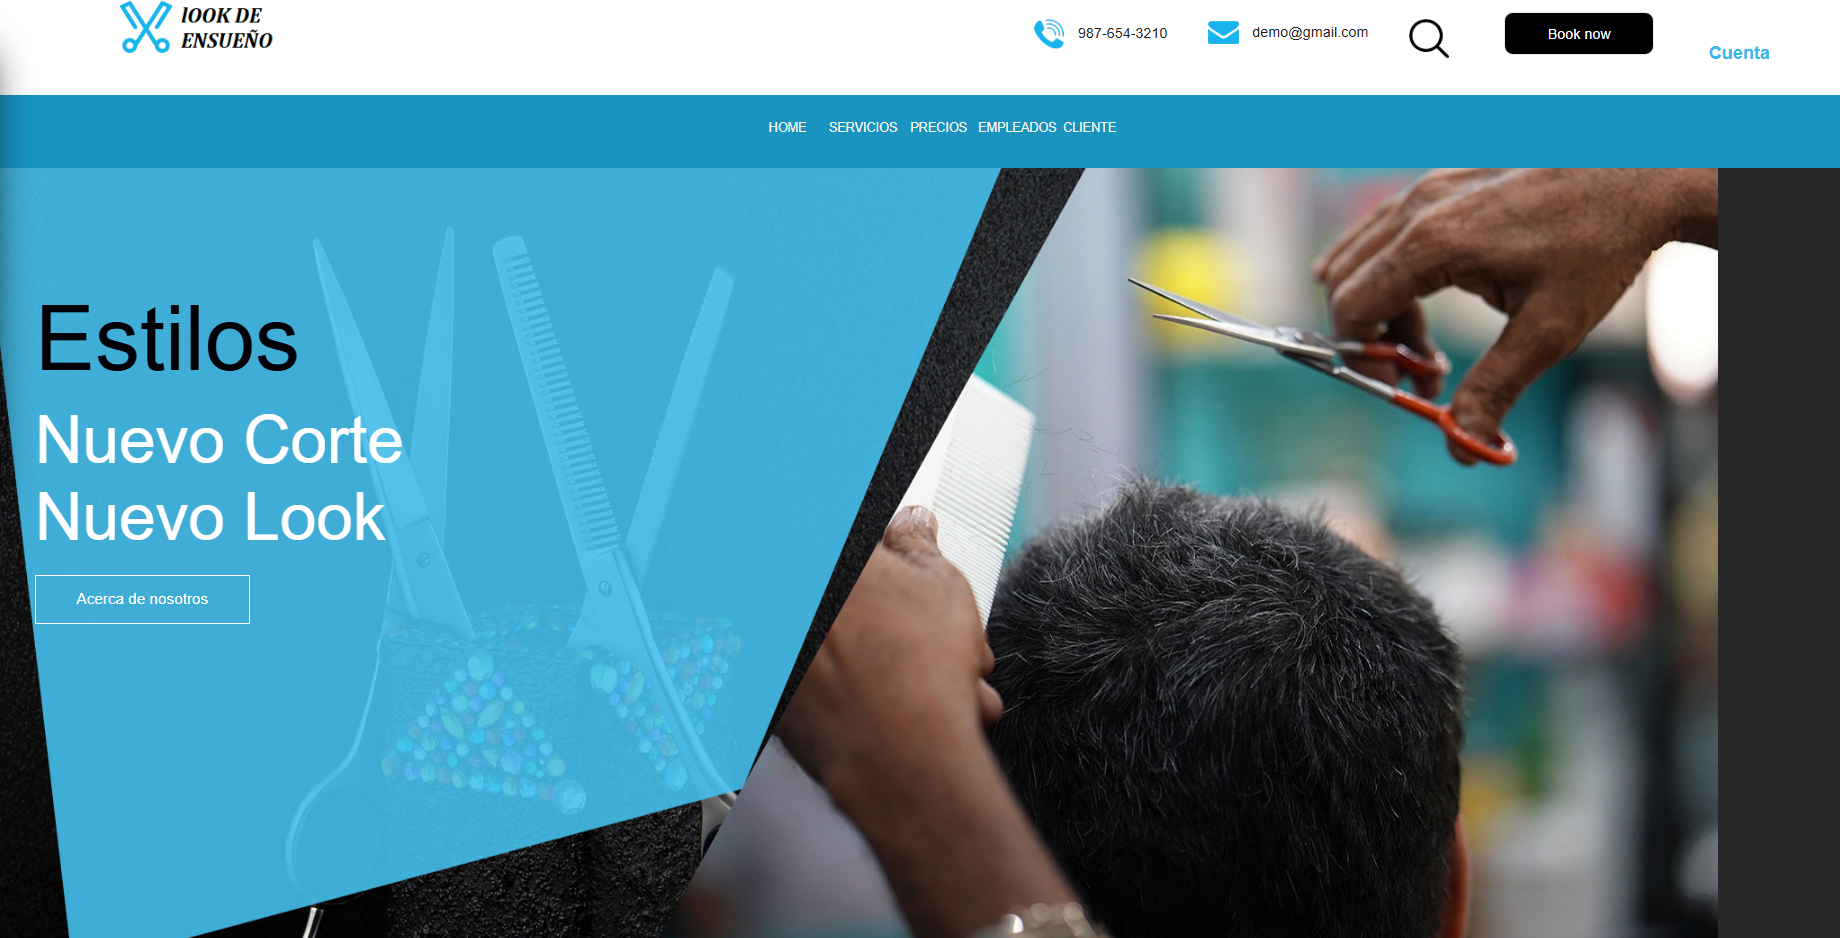 lOOK DE
ENSUEÑO
987-654-3210
demo@gmail.com
Book now
Cuenta
HOME SERVICIOS PRECIOS EMPLEADOS CLIENTE
Estilos
Nuevo Corte
Nuevo Look
Acerca de nosotros